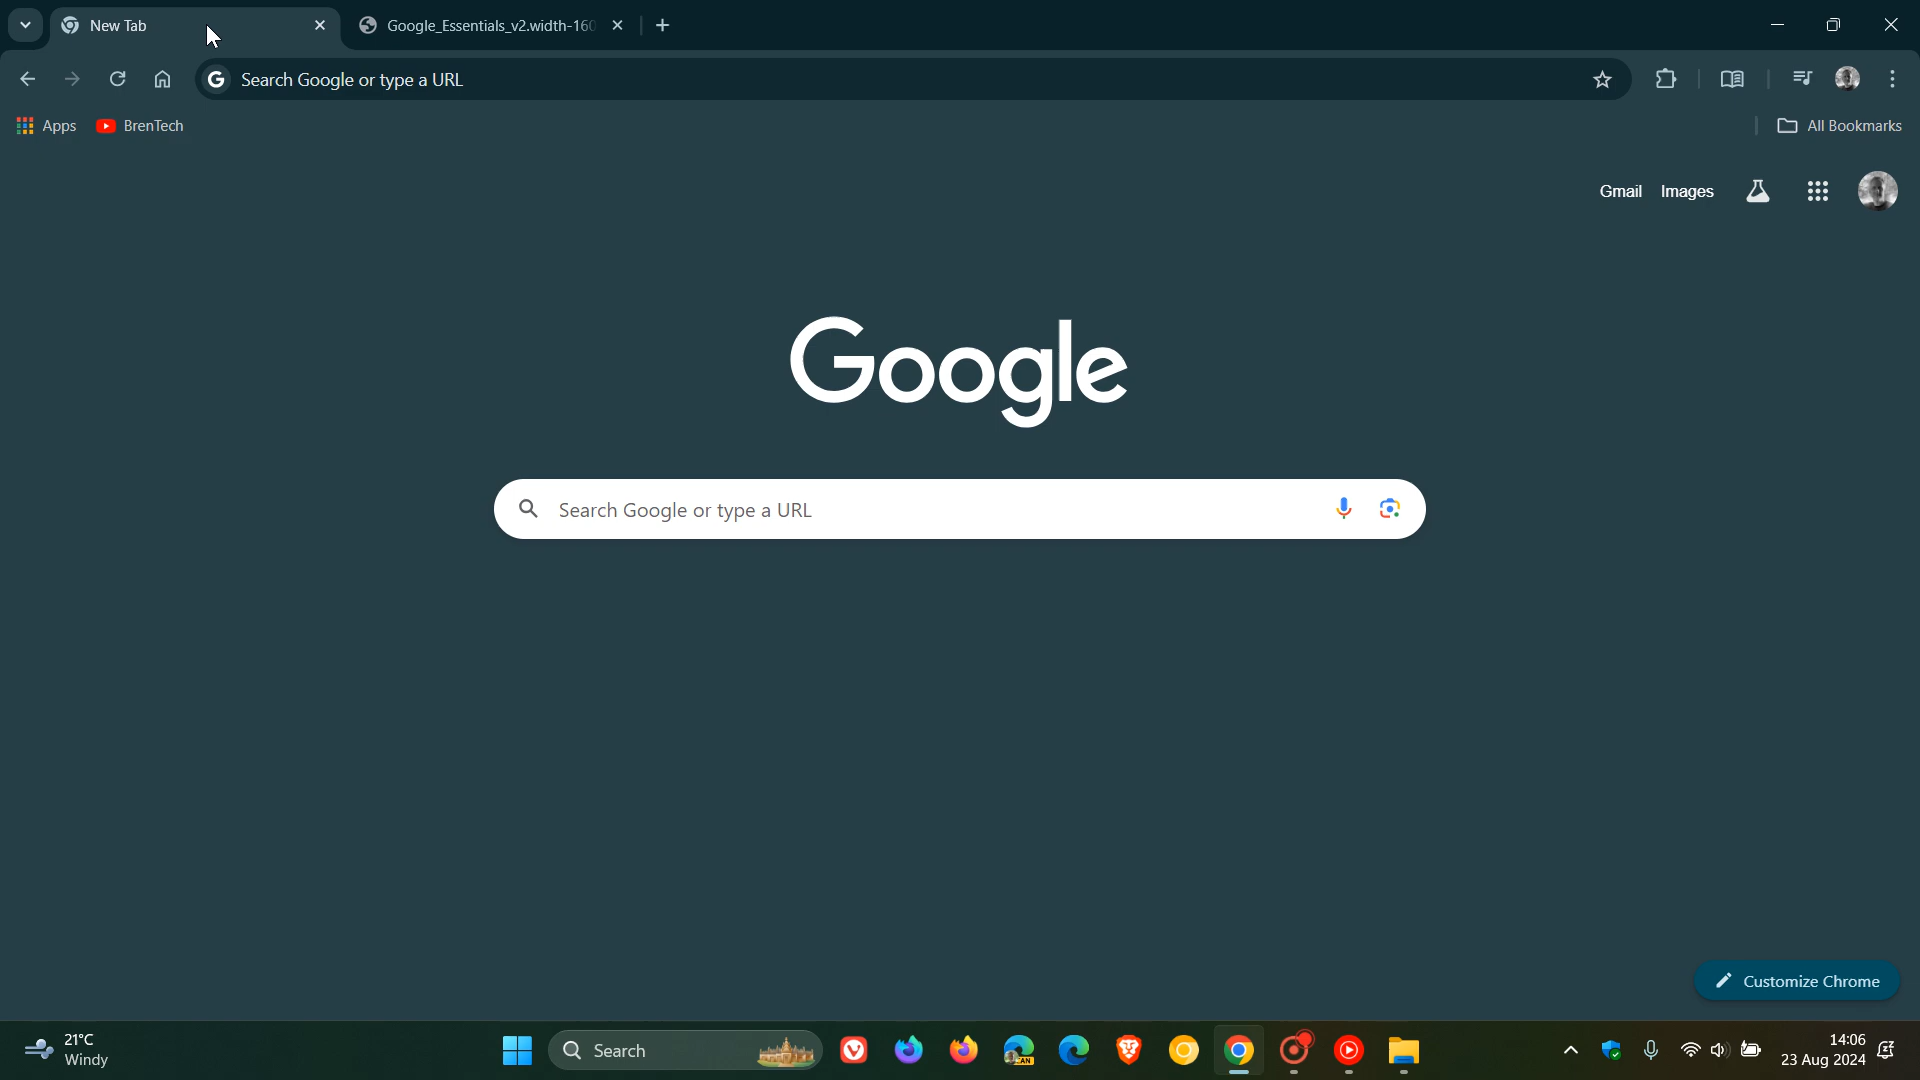 New Tab
Google_Essentials_v2.width-160
Search Google or type a URL
Apps
BrenTech
All Bookmarks
Gmail
Images
Google
Search Google or type a URL
Customize Chrome
21°C
Windy
Search
CAN
14:06
23 Aug 2024